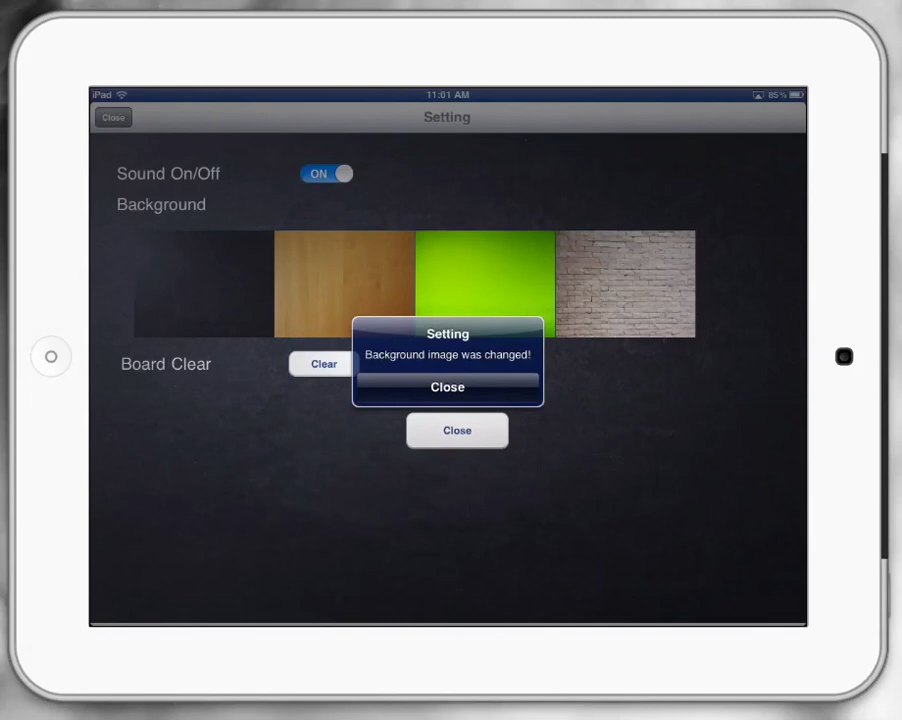 iPad 11:01 AM 85%
Close Setting
Sound On/Off ON
Background
Setting
Background image was changed!
Board Clear Clear
Close
Close